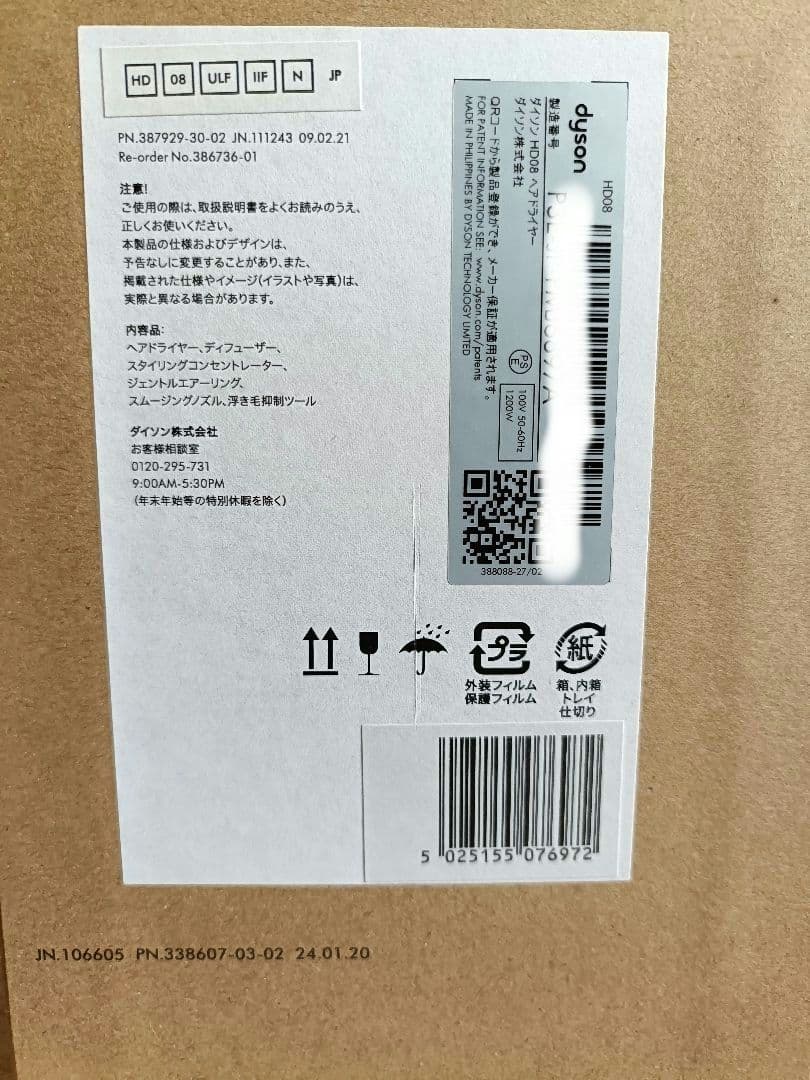 HD 08 ULF IIF N JP
PN.387929-30-02 JN.111243 09.02.21
Re-order No.386736-01
注意!
ご使用の際は、取扱説明書をよくお読みのうえ、
正しくお使いください。
本製品の仕様およびデザインは、
予告なしに変更することがあり、また、
掲載された仕様やイメージ(イラストや写真)は、
実際と異なる場合があります。
内容品:
ヘアドライヤー、ディフューザー、
スタイリングコンセントレーター、
ジェントルエアーリング、
スムージングノズル、浮き毛抑制ツール
ダイソン株式会社
お客様相談室
0120-295-731
9:00AM-5:30PM
(年末年始等の特別休暇を除く)
HD08
dyson
製造番号
ダイソン HD08 ヘアドライヤー
ダイソン株式会社
QRコードから製品登録ができ、メーカー保証が適用されます。
FOR PATENT INFORMATION SEE: www.dyson.com/patents
MADE IN PHILIPPINES BY DYSON TECHNOLOGY LIMITED
PS
E
100V 50-60Hz
1200W
388088-27/02
プラ
外装フィルム
保護フィルム
紙
箱、内箱
トレイ
仕切り
5 025155 076972
JN.106605 PN.338607-03-02 24.01.20